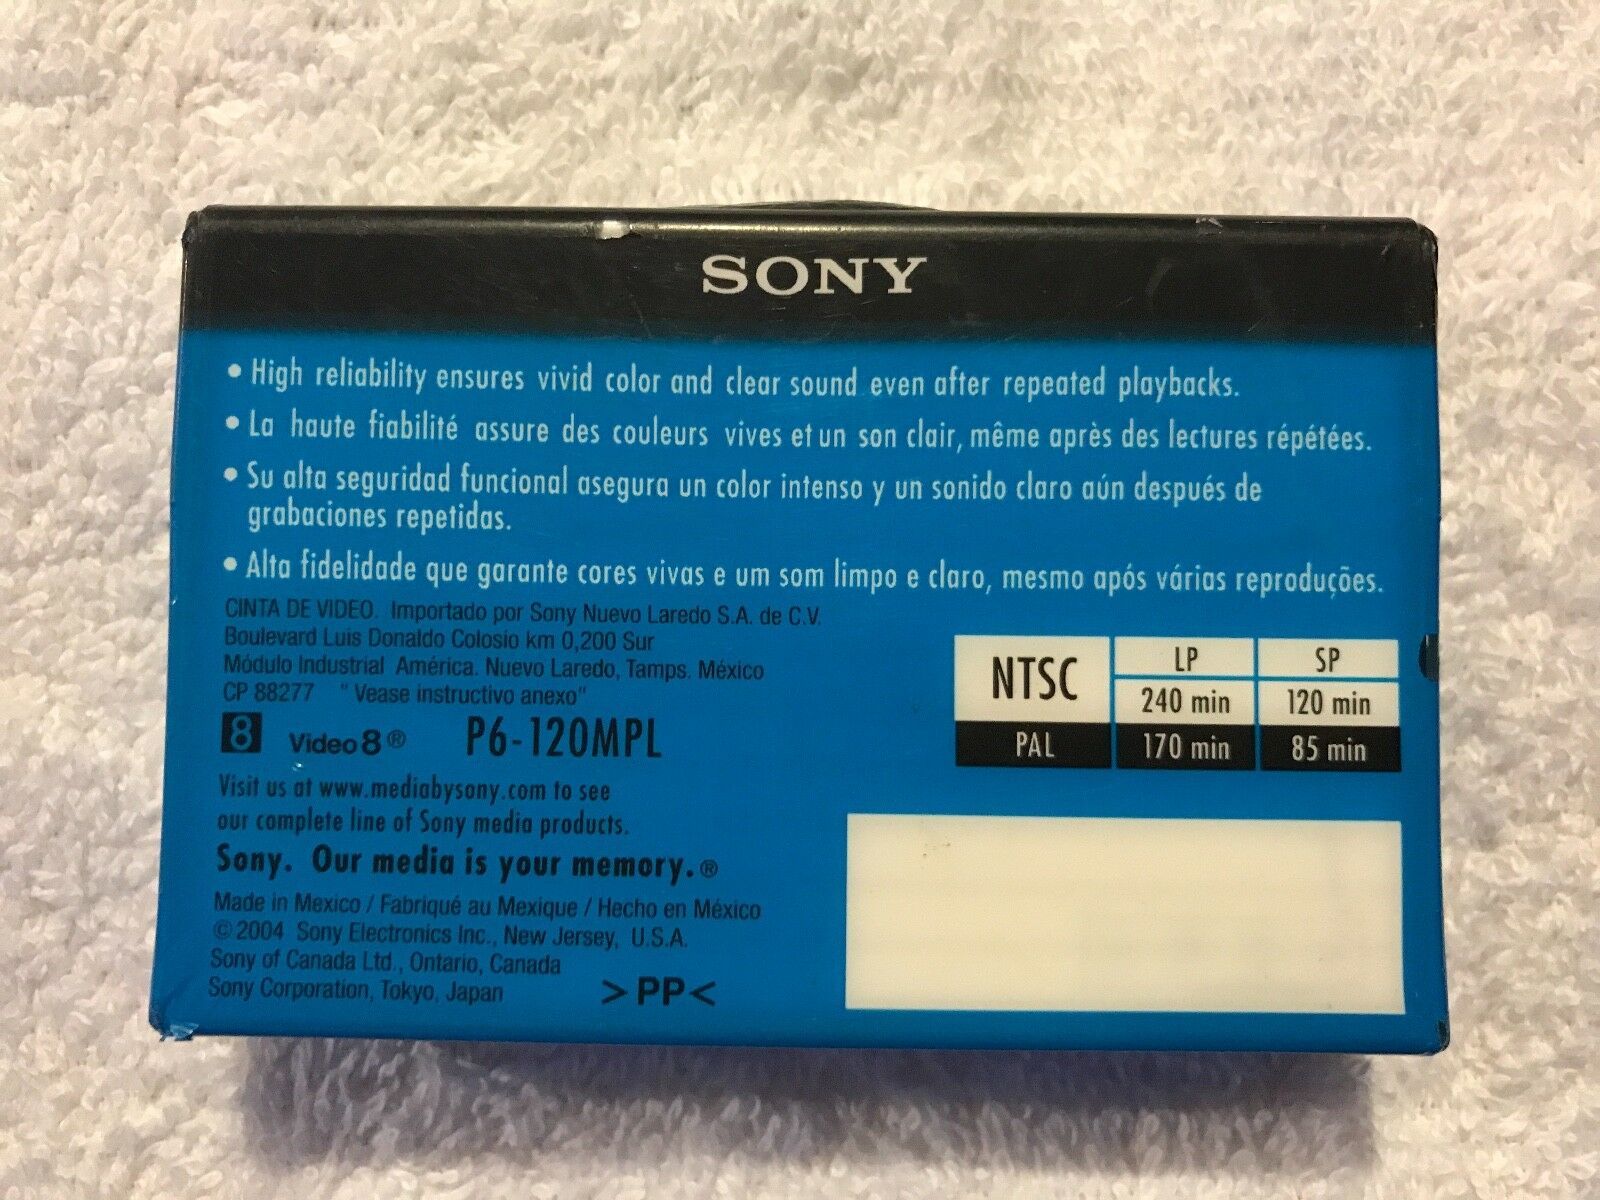 SONY
• High reliability ensures vivid color and clear sound even after repeated playbacks.
• La haute fiabilité assure des couleurs vives et un son clair, même après des lectures répétées.
• Su alta seguridad funcional asegura un color intenso y un sonido claro aún después de
grabaciones repetidas.
• Alta fidelidade que garante cores vivas e um som limpo e claro, mesmo após várias reproduções.
CINTA DE VIDEO. Importado por Sony Nuevo Laredo S.A. de C.V.
Boulevard Luis Donaldo Colosio km 0,200 Sur
Módulo Industrial América. Nuevo Laredo, Tamps. México
CP 88277 "Vease instructivo anexo"
8 Video8® P6-120MPL
NTSC LP SP
240 min 120 min
PAL 170 min 85 min
Visit us at www.mediabysony.com to see
our complete line of Sony media products.
Sony. Our media is your memory.®
Made in Mexico / Fabriqué au Mexique / Hecho en México
©2004 Sony Electronics Inc., New Jersey, U.S.A.
Sony of Canada Ltd., Ontario, Canada
Sony Corporation, Tokyo, Japan >PP<